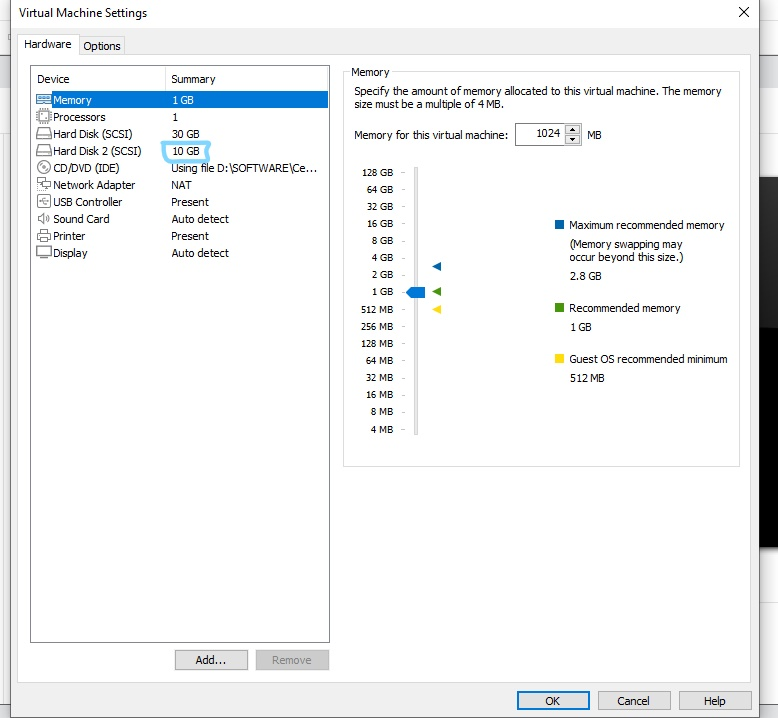 Virtual Machine Settings
Hardware Options
Device Summary
Memory 1 GB
Processors 1
Hard Disk (SCSI) 30 GB
Hard Disk 2 (SCSI) 10 GB
CD/DVD (IDE) Using file D:\SOFTWARE\Ce...
Network Adapter NAT
USB Controller Present
Sound Card Auto detect
Printer Present
Display Auto detect
Add... Remove
Memory
Specify the amount of memory allocated to this virtual machine. The memory
size must be a multiple of 4 MB.
Memory for this virtual machine: 1024 MB
128 GB
64 GB
32 GB
16 GB
8 GB
4 GB
2 GB
1 GB
512 MB
256 MB
128 MB
64 MB
32 MB
16 MB
8 MB
4 MB
Maximum recommended memory
(Memory swapping may
occur beyond this size.)
2.8 GB
Recommended memory
1 GB
Guest OS recommended minimum
512 MB
OK Cancel Help